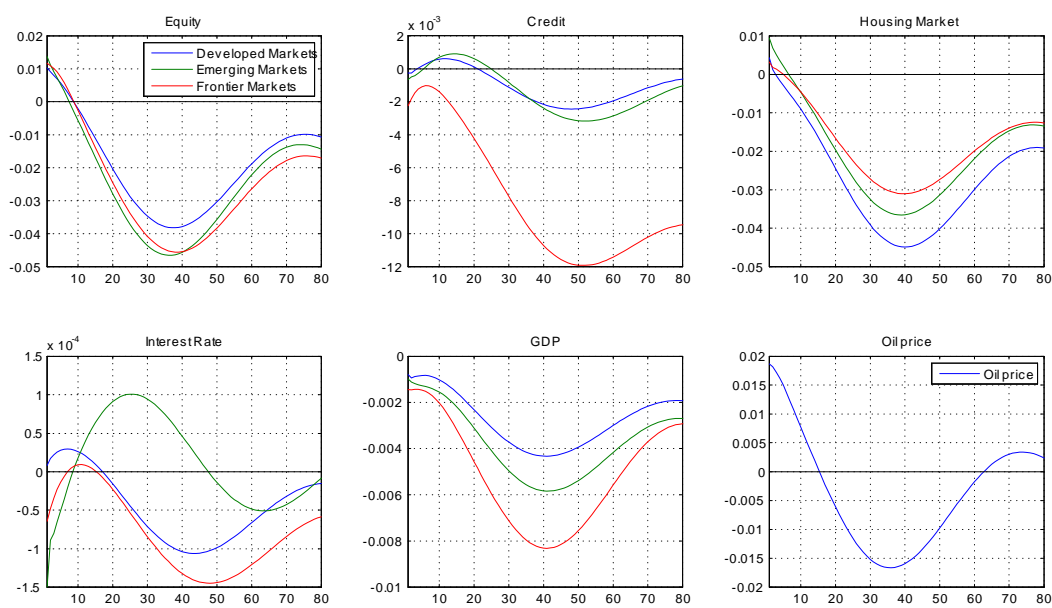 Equity
0.02
0.01
0
-0.01
-0.02
-0.03
-0.04
-0.05
10 20 30 40 50 60 70 80
Developed Markets
Emerging Markets
Frontier Markets
Credit
x 10⁻³
2
0
-2
-4
-6
-8
-10
-12
10 20 30 40 50 60 70 80
Housing Market
0.01
0
-0.01
-0.02
-0.03
-0.04
-0.05
10 20 30 40 50 60 70 80
Interest Rate
x 10⁻⁴
1.5
1
0.5
0
-0.5
-1
-1.5
10 20 30 40 50 60 70 80
GDP
0
-0.002
-0.004
-0.006
-0.008
-0.01
10 20 30 40 50 60 70 80
Oil price
0.02
0.015
0.01
0.005
0
-0.005
-0.01
-0.015
-0.02
10 20 30 40 50 60 70 80
Oil price